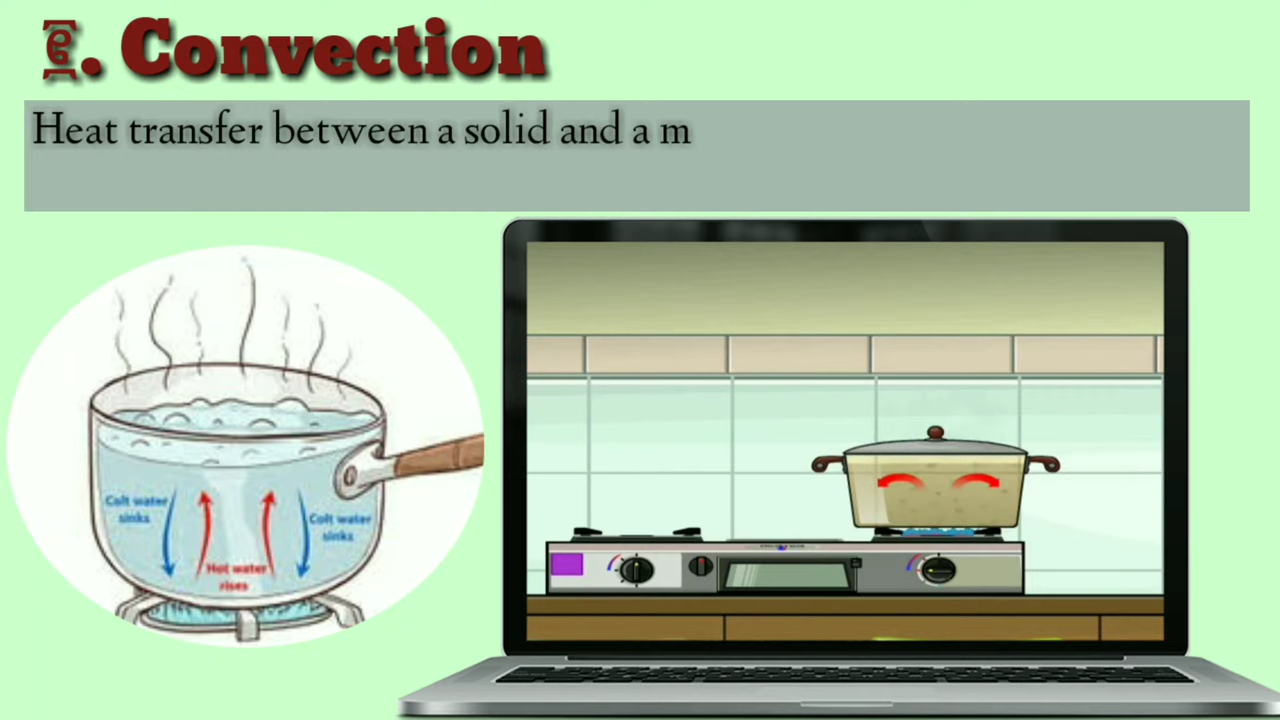 Convection
Heat transfer between a solid and a m
Colt water
sinks
Colt water
sinks
Hot water
rises